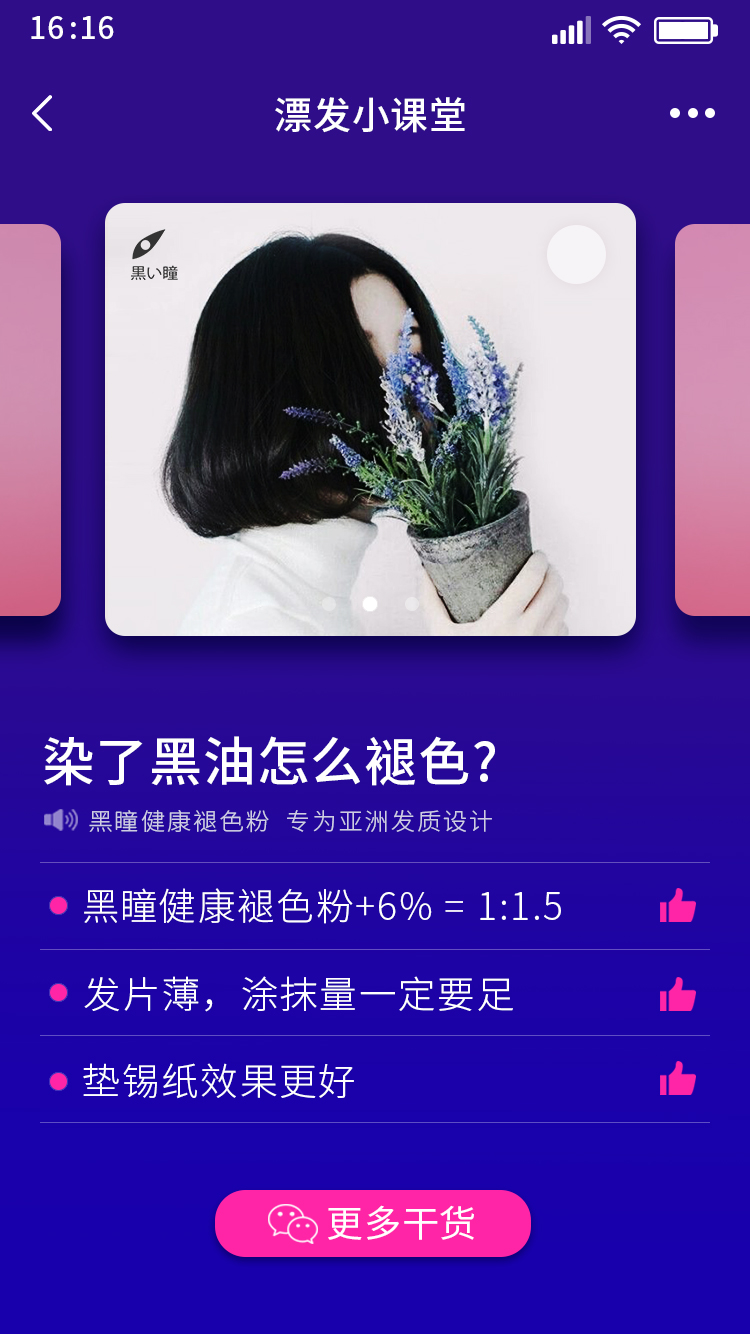 16:16
漂发小课堂
黒い瞳
染了黑油怎么褪色?
黑瞳健康褪色粉 专为亚洲发质设计
黑瞳健康褪色粉+6% = 1:1.5
发片薄，涂抹量一定要足
垫锡纸效果更好
更多干货